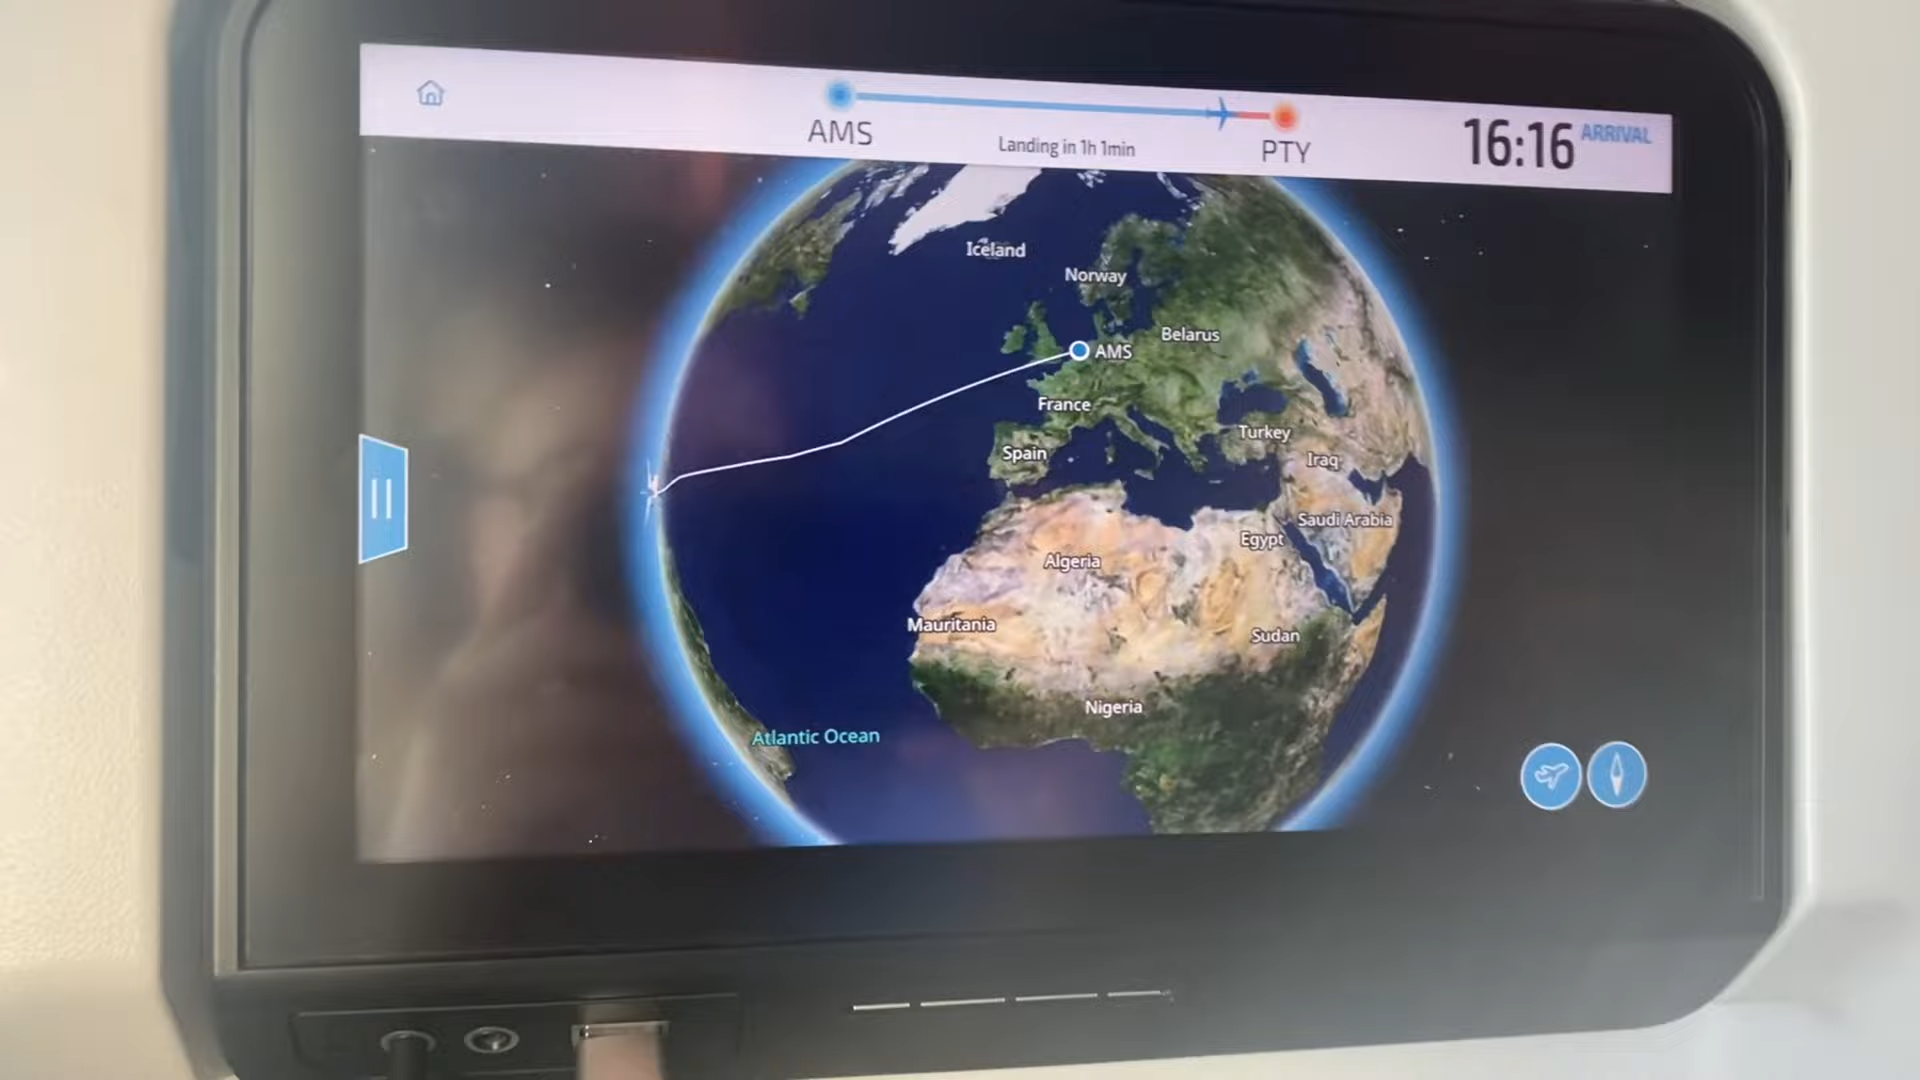 AMS
Landing in 1h 1min
PTY
16:16 ARRIVAL
Iceland
Norway
Belarus
AMS
France
Turkey
Spain
Iraq
Saudi Arabia
Egypt
Algeria
Mauritania
Sudan
Nigeria
Atlantic Ocean